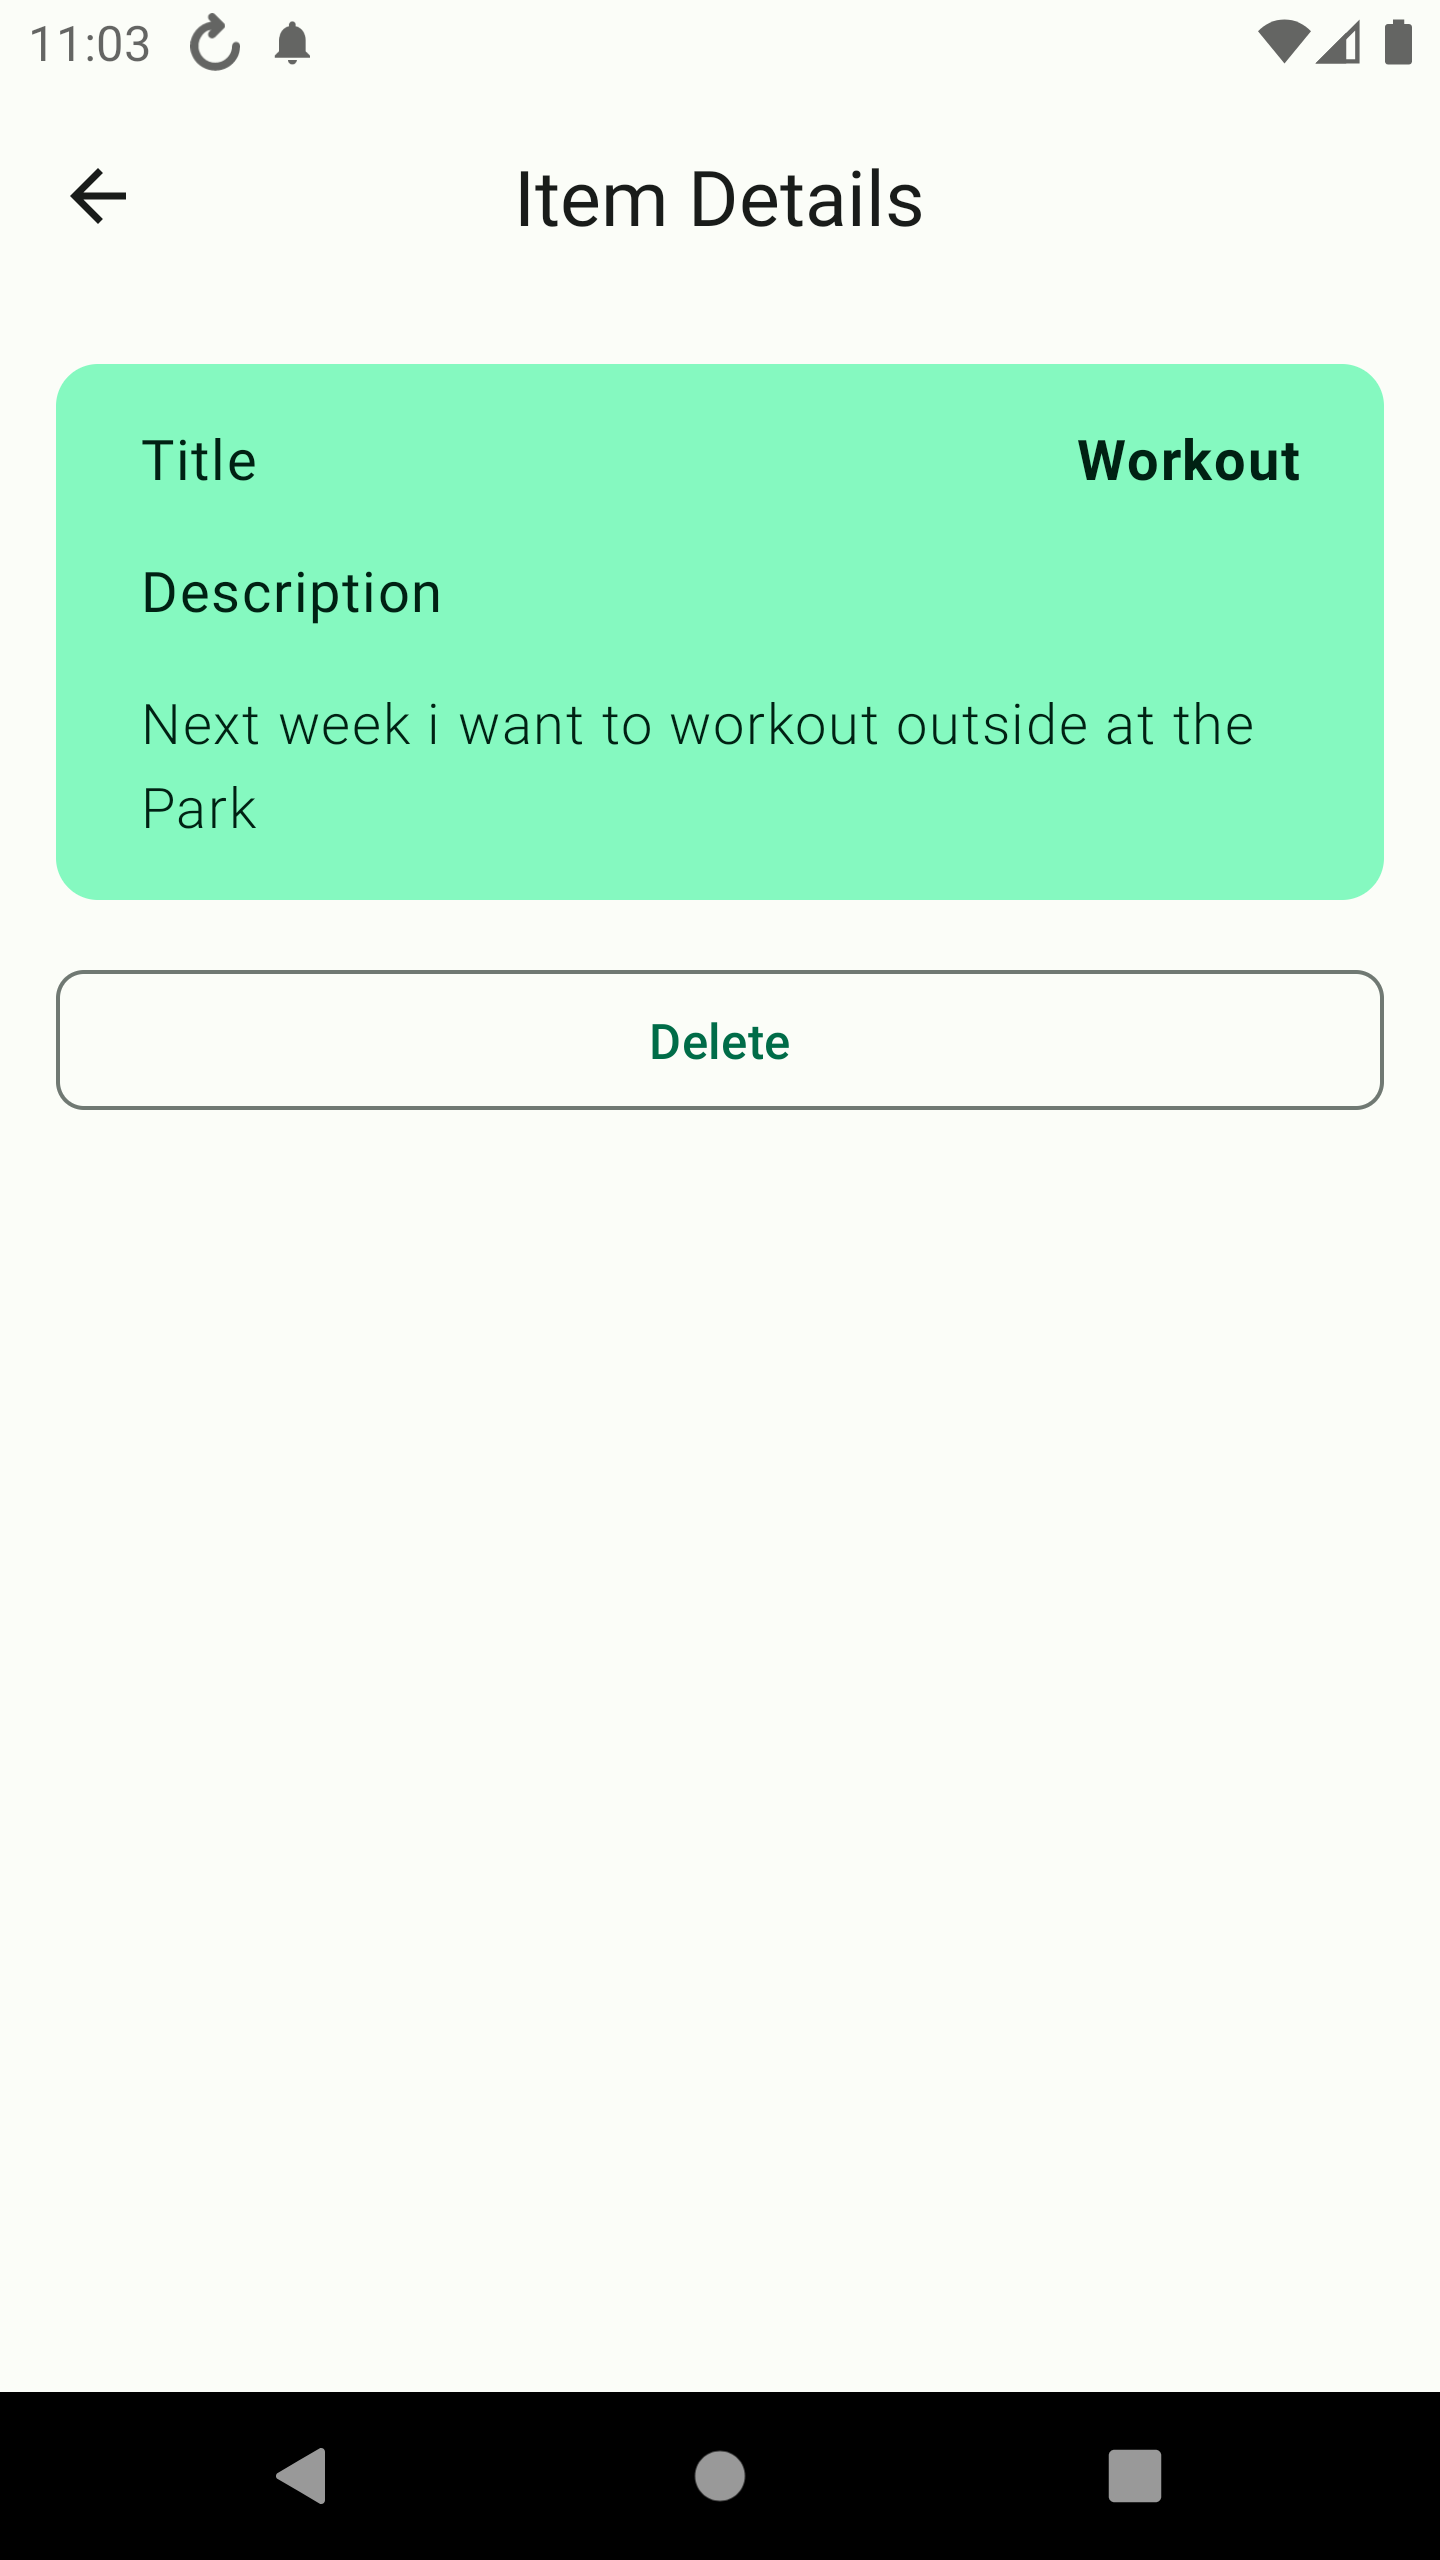 11:03
Item Details
Title Workout
Description
Next week i want to workout outside at the
Park
Delete